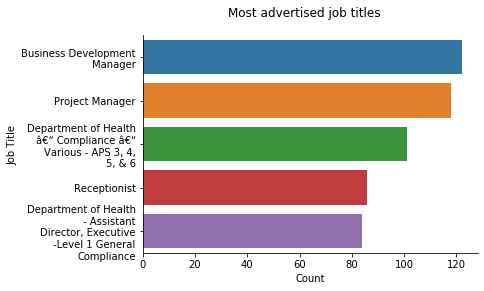 Most advertised job titles
Business Development
Manager
Project Manager
Department of Health
â€“ Compliance â€“
Various - APS 3, 4,
5, & 6
Receptionist
Department of Health
- Assistant
Director, Executive
-Level 1 General
Compliance
Job Title
0 20 40 60 80 100 120
Count